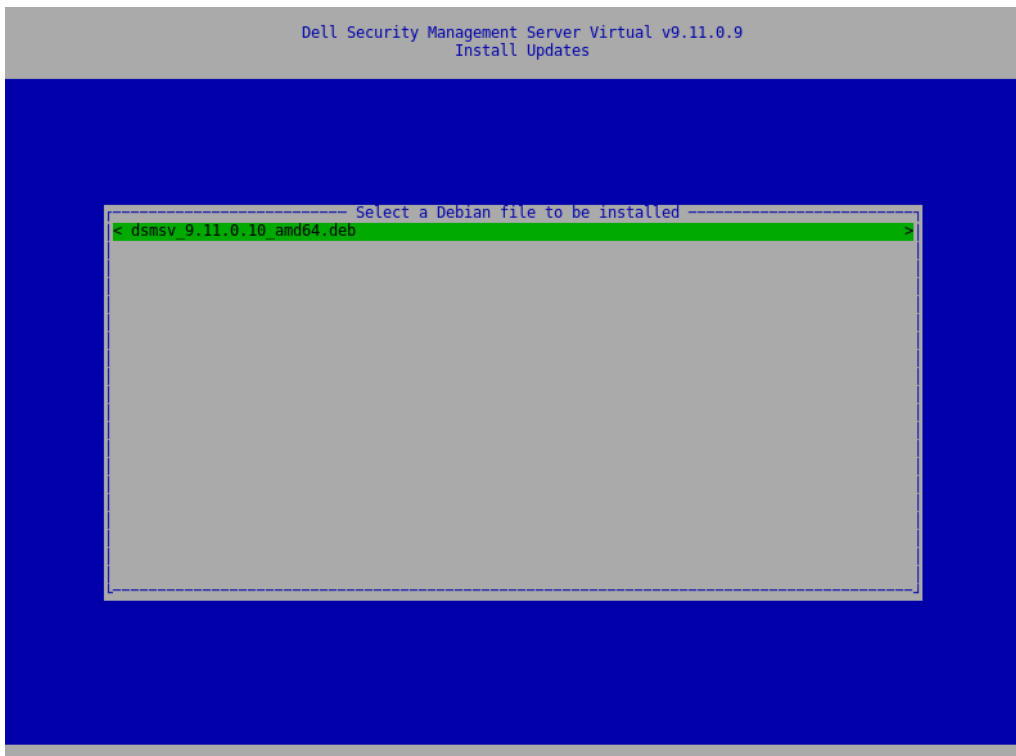 Dell Security Management Server Virtual v9.11.0.9
Install Updates
Select a Debian file to be installed
< dsmsv_9.11.0.10_amd64.deb >